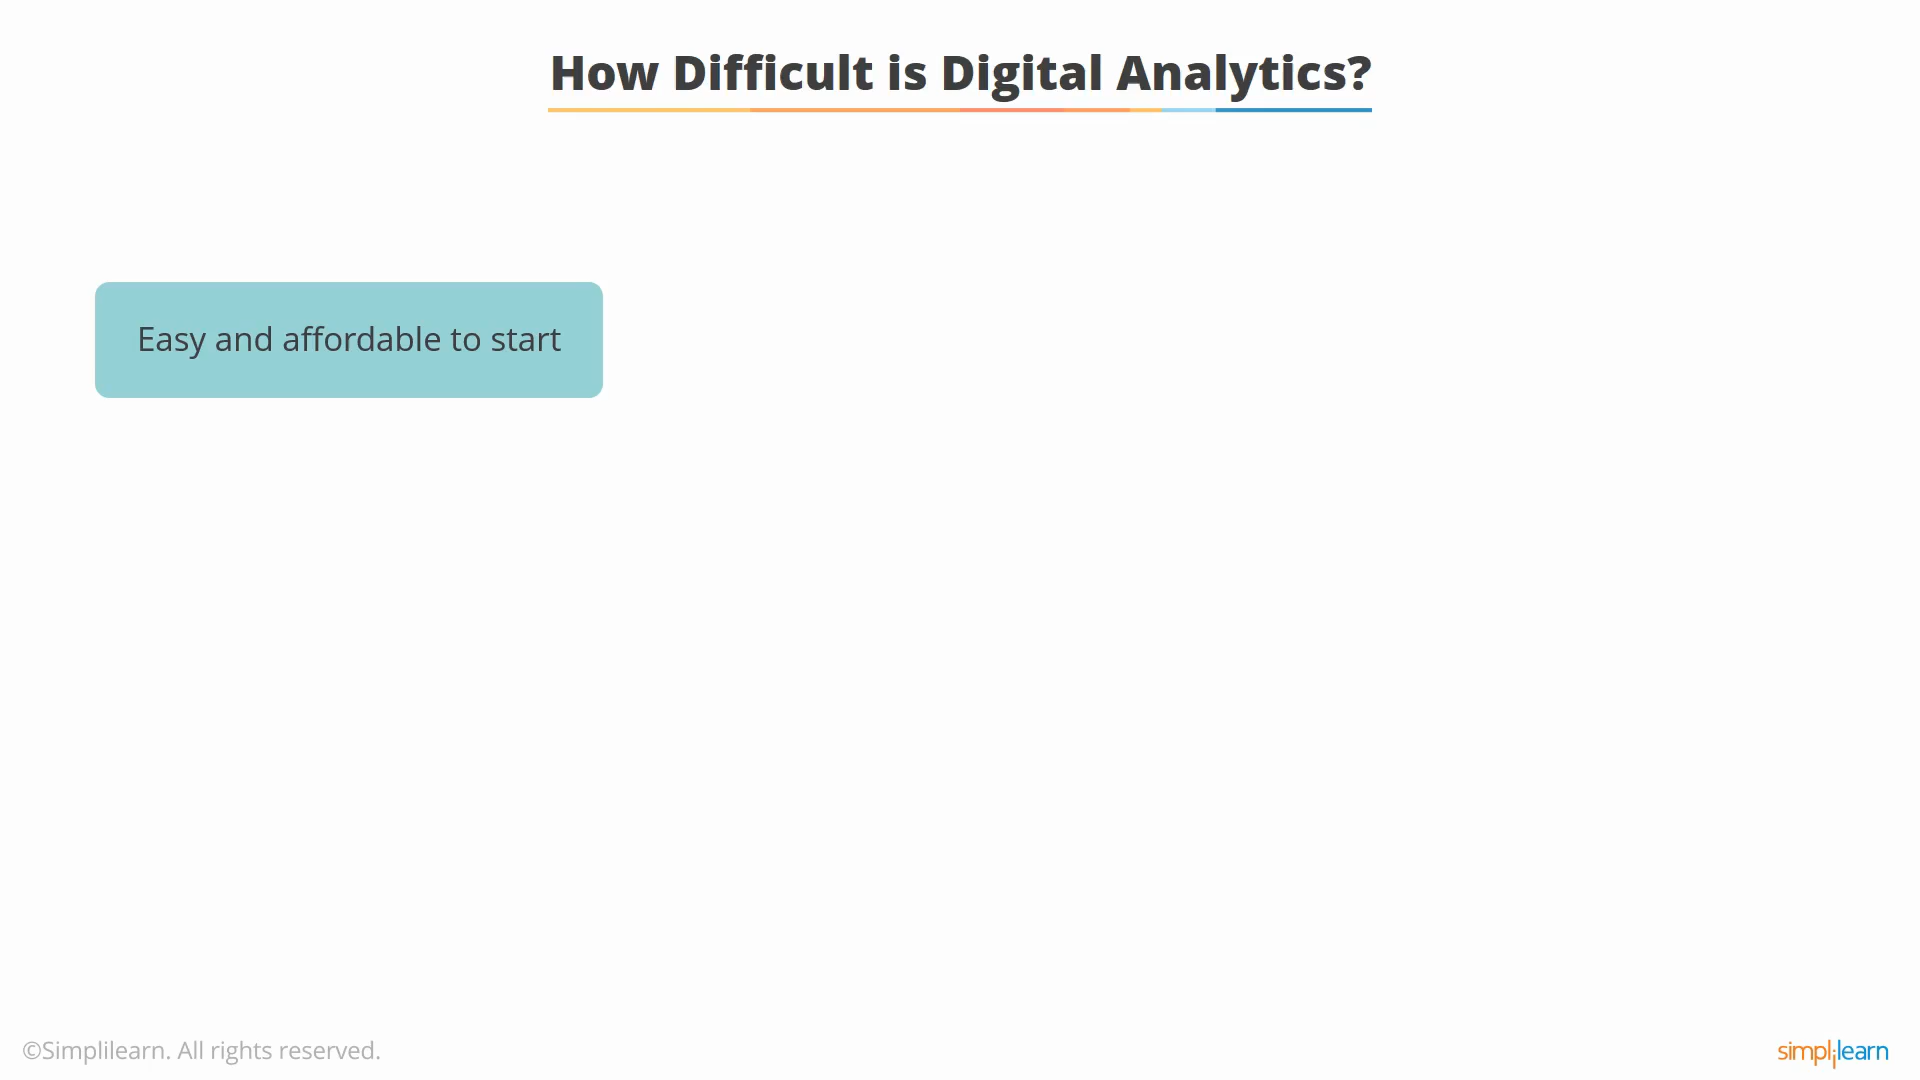 How Difficult is Digital Analytics?
Easy and affordable to start
©Simplilearn. All rights reserved.
simplilearn